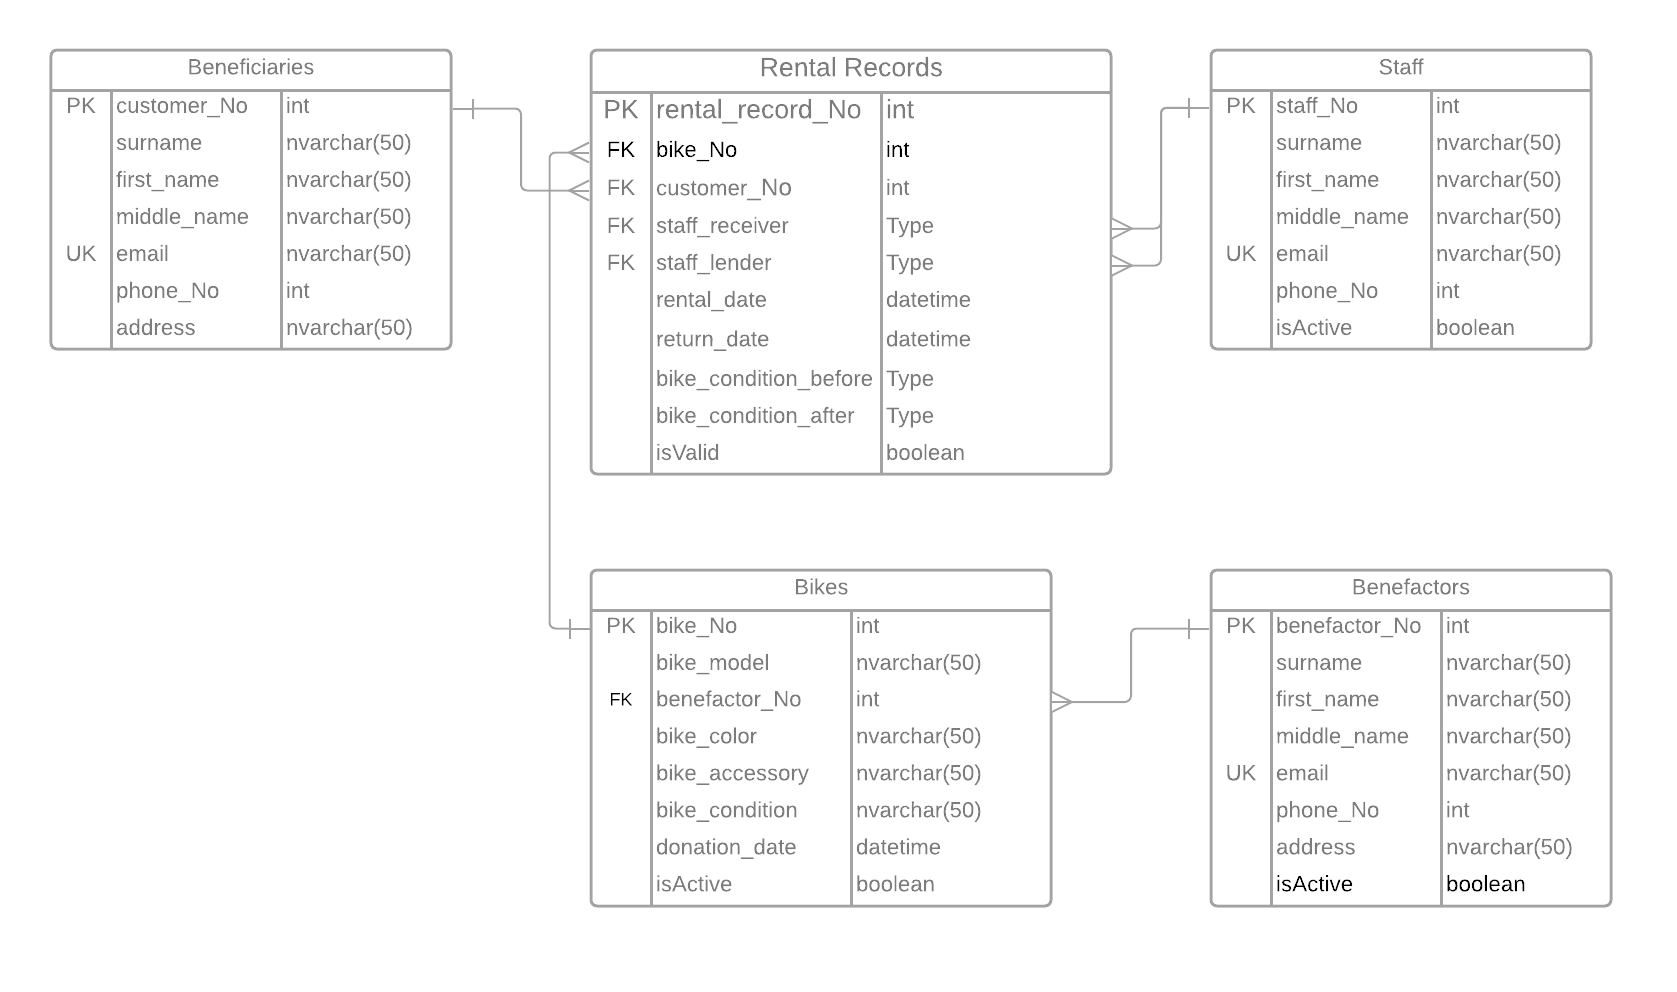 Beneficiaries
PK customer_No int
surname nvarchar(50)
first_name nvarchar(50)
middle_name nvarchar(50)
UK email nvarchar(50)
phone_No int
address nvarchar(50)
Rental Records
PK rental_record_No int
FK bike_No int
FK customer_No int
FK staff_receiver Type
FK staff_lender Type
rental_date datetime
return_date datetime
bike_condition_before Type
bike_condition_after Type
isValid boolean
Staff
PK staff_No int
surname nvarchar(50)
first_name nvarchar(50)
middle_name nvarchar(50)
UK email nvarchar(50)
phone_No int
isActive boolean
Bikes
PK bike_No int
bike_model nvarchar(50)
FK benefactor_No int
bike_color nvarchar(50)
bike_accessory nvarchar(50)
bike_condition nvarchar(50)
donation_date datetime
isActive boolean
Benefactors
PK benefactor_No int
surname nvarchar(50)
first_name nvarchar(50)
middle_name nvarchar(50)
UK email nvarchar(50)
phone_No int
address nvarchar(50)
isActive boolean